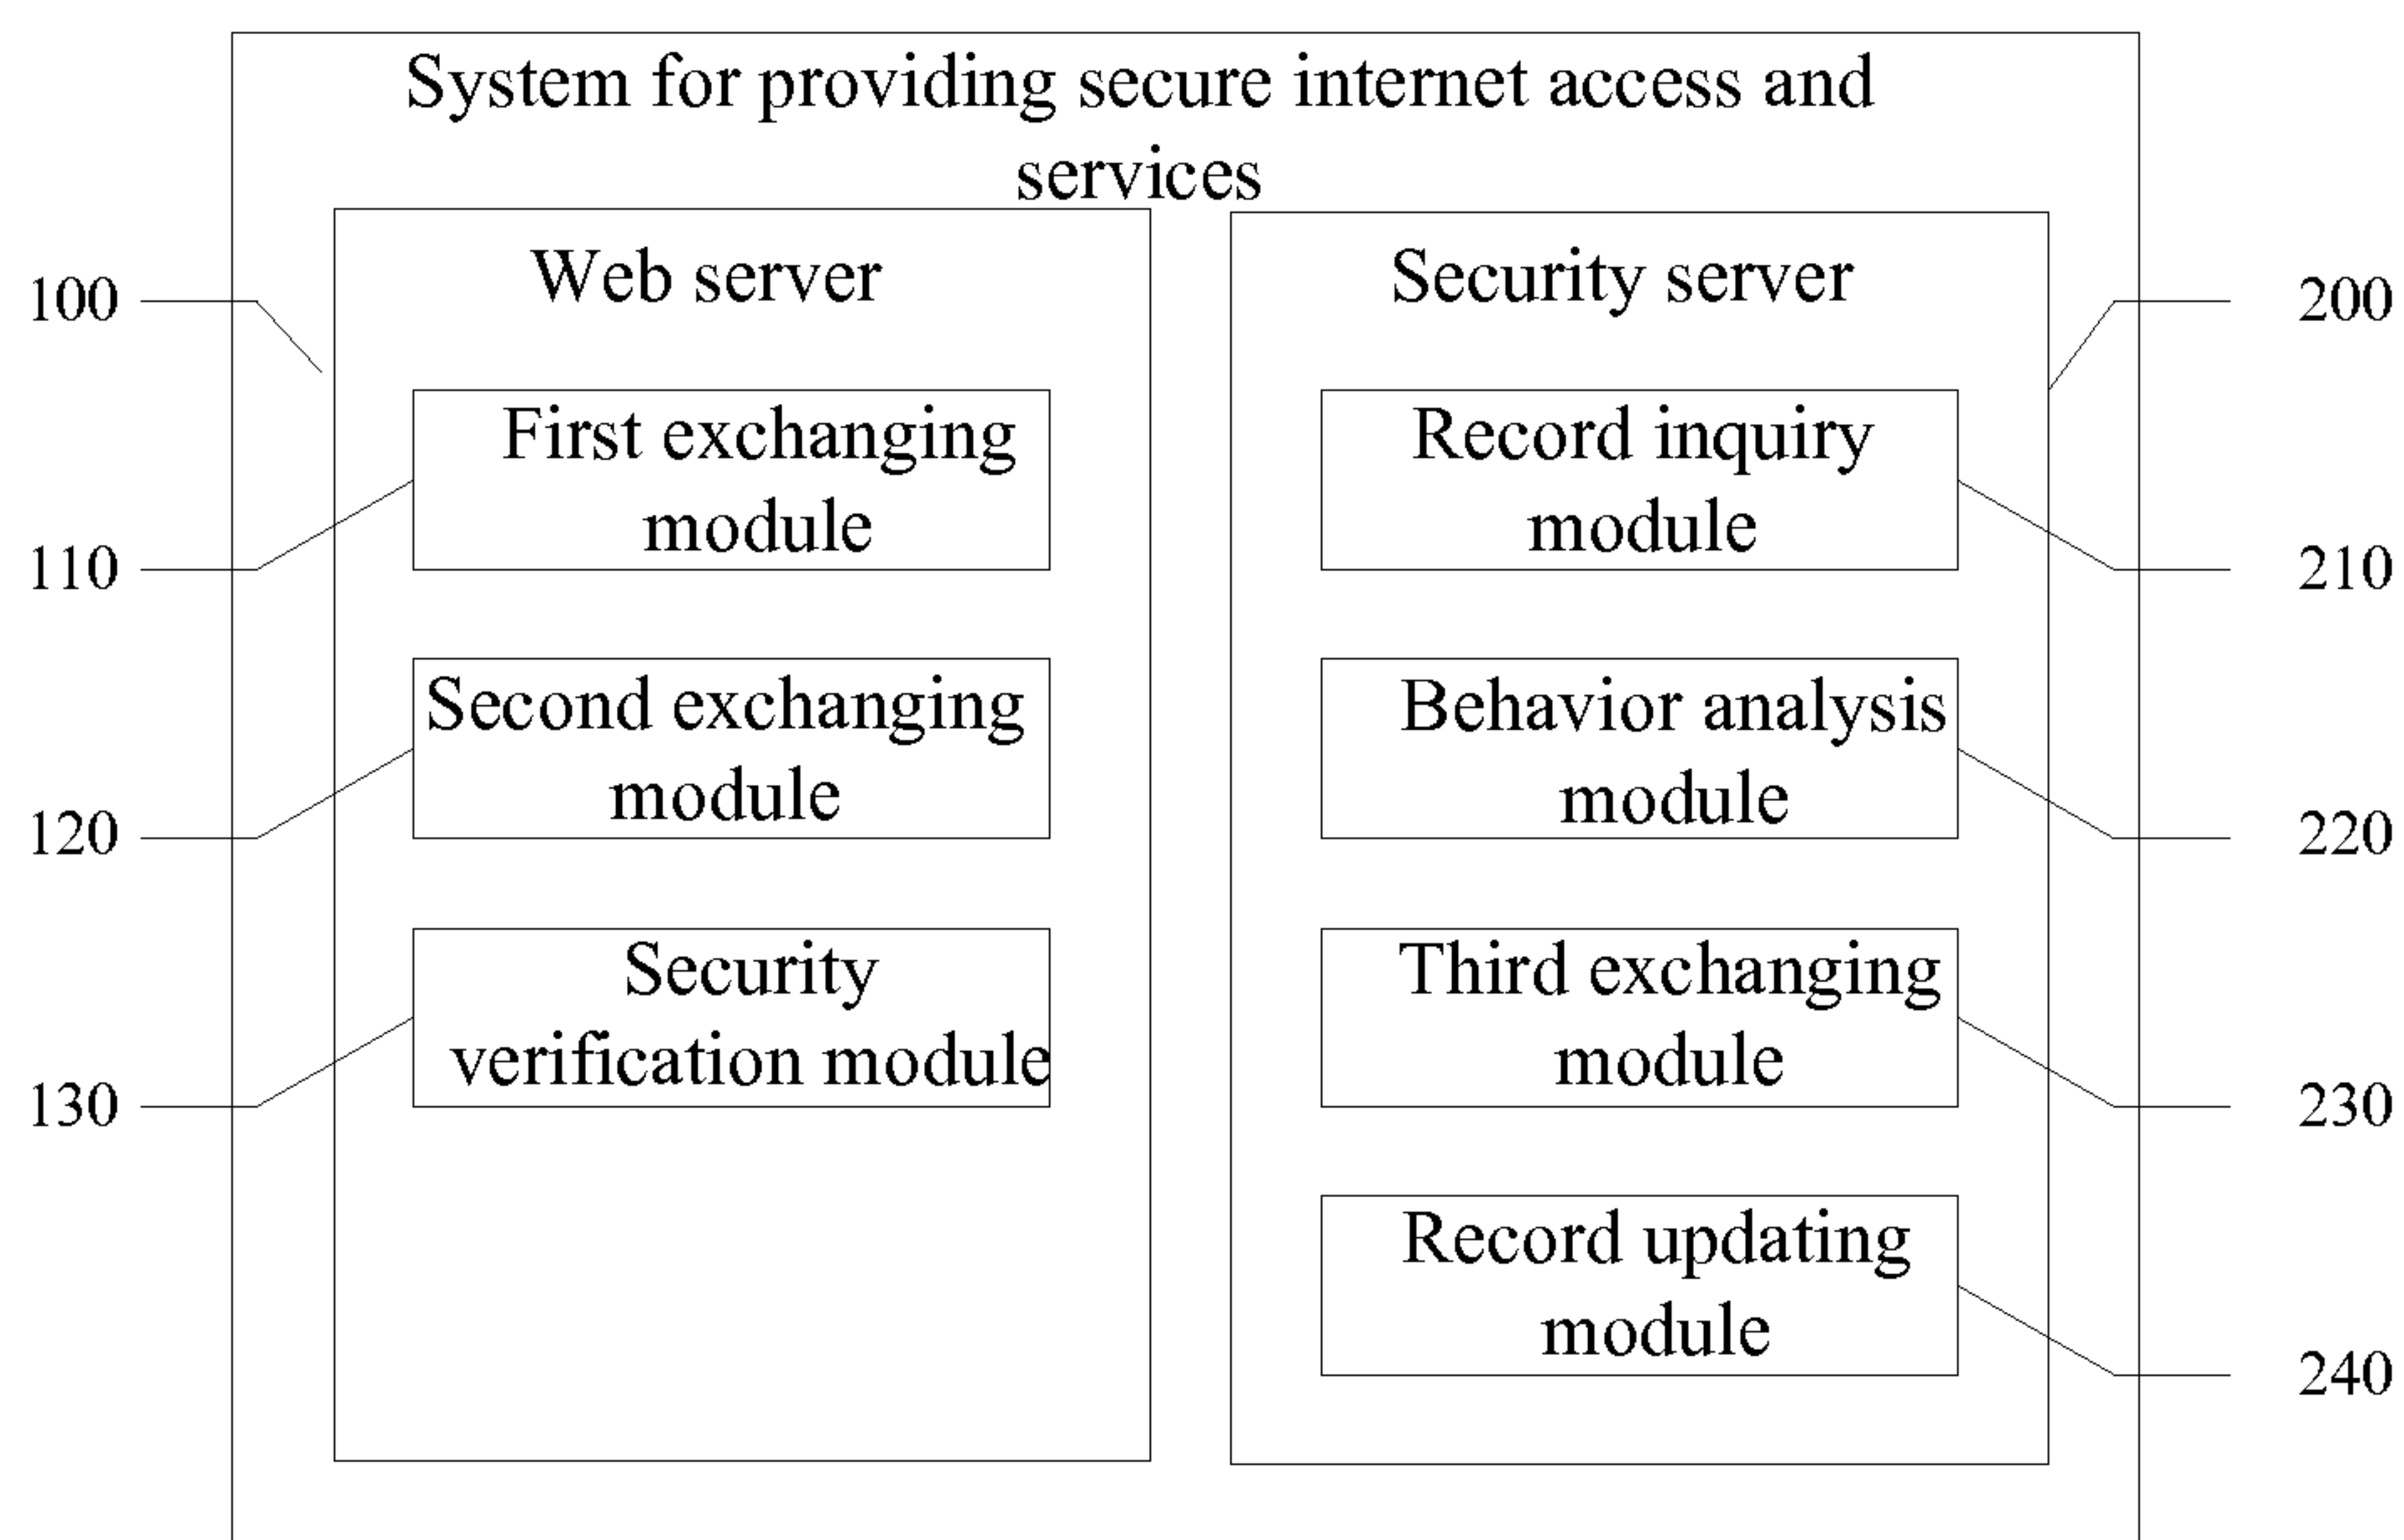 System for providing secure internet access and
services
Web server
100
First exchanging
module
110
Second exchanging
module
120
Security
verification module
130
Security server
200
Record inquiry
module
210
Behavior analysis
module
220
Third exchanging
module
230
Record updating
module
240